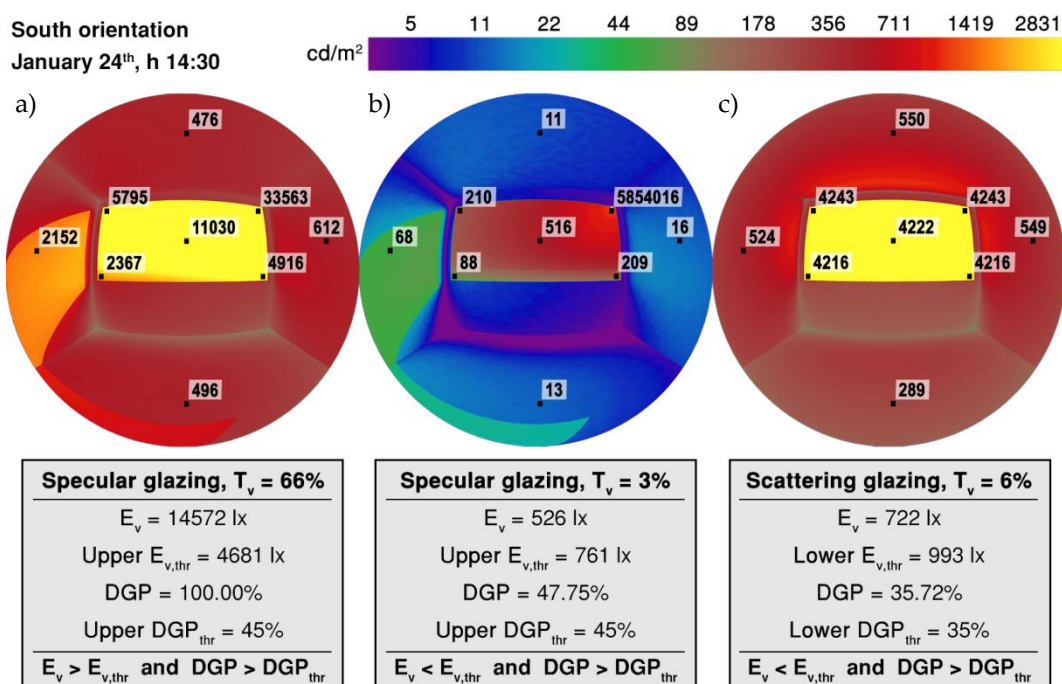 South orientation
January 24th, h 14:30
cd/m²
5 11 22 44 89 178 356 711 1419 2831
a)
476
5795
33563
2152
11030
612
2367
4916
496
b)
11
210
5854016
68
516
16
88
209
13
c)
550
4243
4243
524
4222
549
4216
4216
289
Specular glazing, Tv = 66%
Ev = 14572 lx
Upper Ev,thr = 4681 lx
DGP = 100.00%
Upper DGPthr = 45%
Ev > Ev,thr and DGP > DGPthr
Specular glazing, Tv = 3%
Ev = 526 lx
Upper Ev,thr = 761 lx
DGP = 47.75%
Upper DGPthr = 45%
Ev < Ev,thr and DGP > DGPthr
Scattering glazing, Tv = 6%
Ev = 722 lx
Lower Ev,thr = 993 lx
DGP = 35.72%
Lower DGPthr = 35%
Ev < Ev,thr and DGP > DGPthr